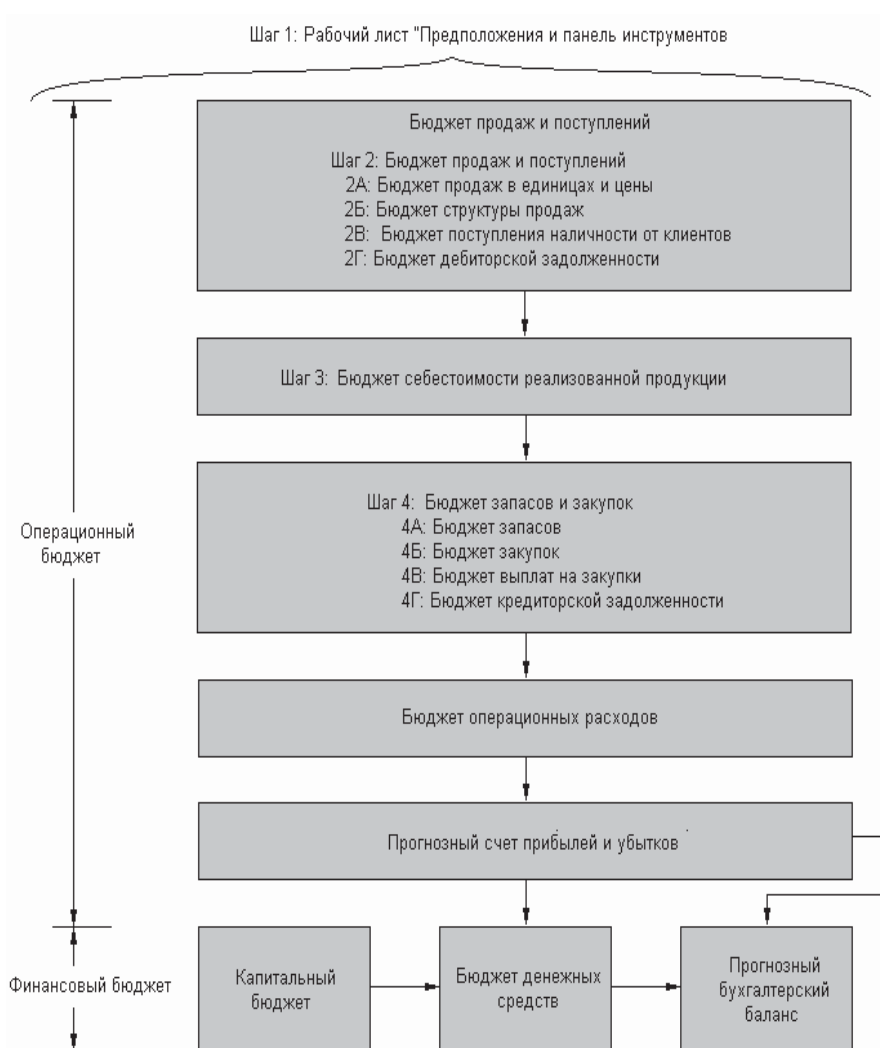 Шаг 1: Рабочий лист "Предположения и панель инструментов
Бюджет продаж и поступлений
Шаг 2: Бюджет продаж и поступлений
2А: Бюджет продаж в единицах и цены
2Б: Бюджет структуры продаж
2В: Бюджет поступления наличности от клиентов
2Г: Бюджет дебиторской задолженности
Шаг 3: Бюджет себестоимости реализованной продукции
Шаг 4: Бюджет запасов и закупок
4А: Бюджет запасов
4Б: Бюджет закупок
4В: Бюджет выплат на закупки
4Г: Бюджет кредиторской задолженности
Операционный
бюджет
Бюджет операционных расходов
Прогнозный счет прибылей и убытков
Финансовый бюджет
Капитальный
бюджет
Бюджет денежных
средств
Прогнозный
бухгалтерский
баланс